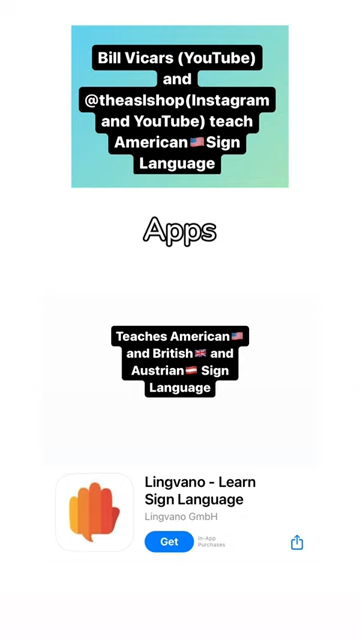 Bill Vicars (YouTube)
and
@theaslshop(Instagram
and YouTube) teach
American🇺🇸Sign
Language
Apps
Teaches American🇺🇸
and British🇬🇧 and
Austrian🇦🇹 Sign
Language
Lingvano - Learn
Sign Language
Lingvano GmbH
Get
In-App
Purchases